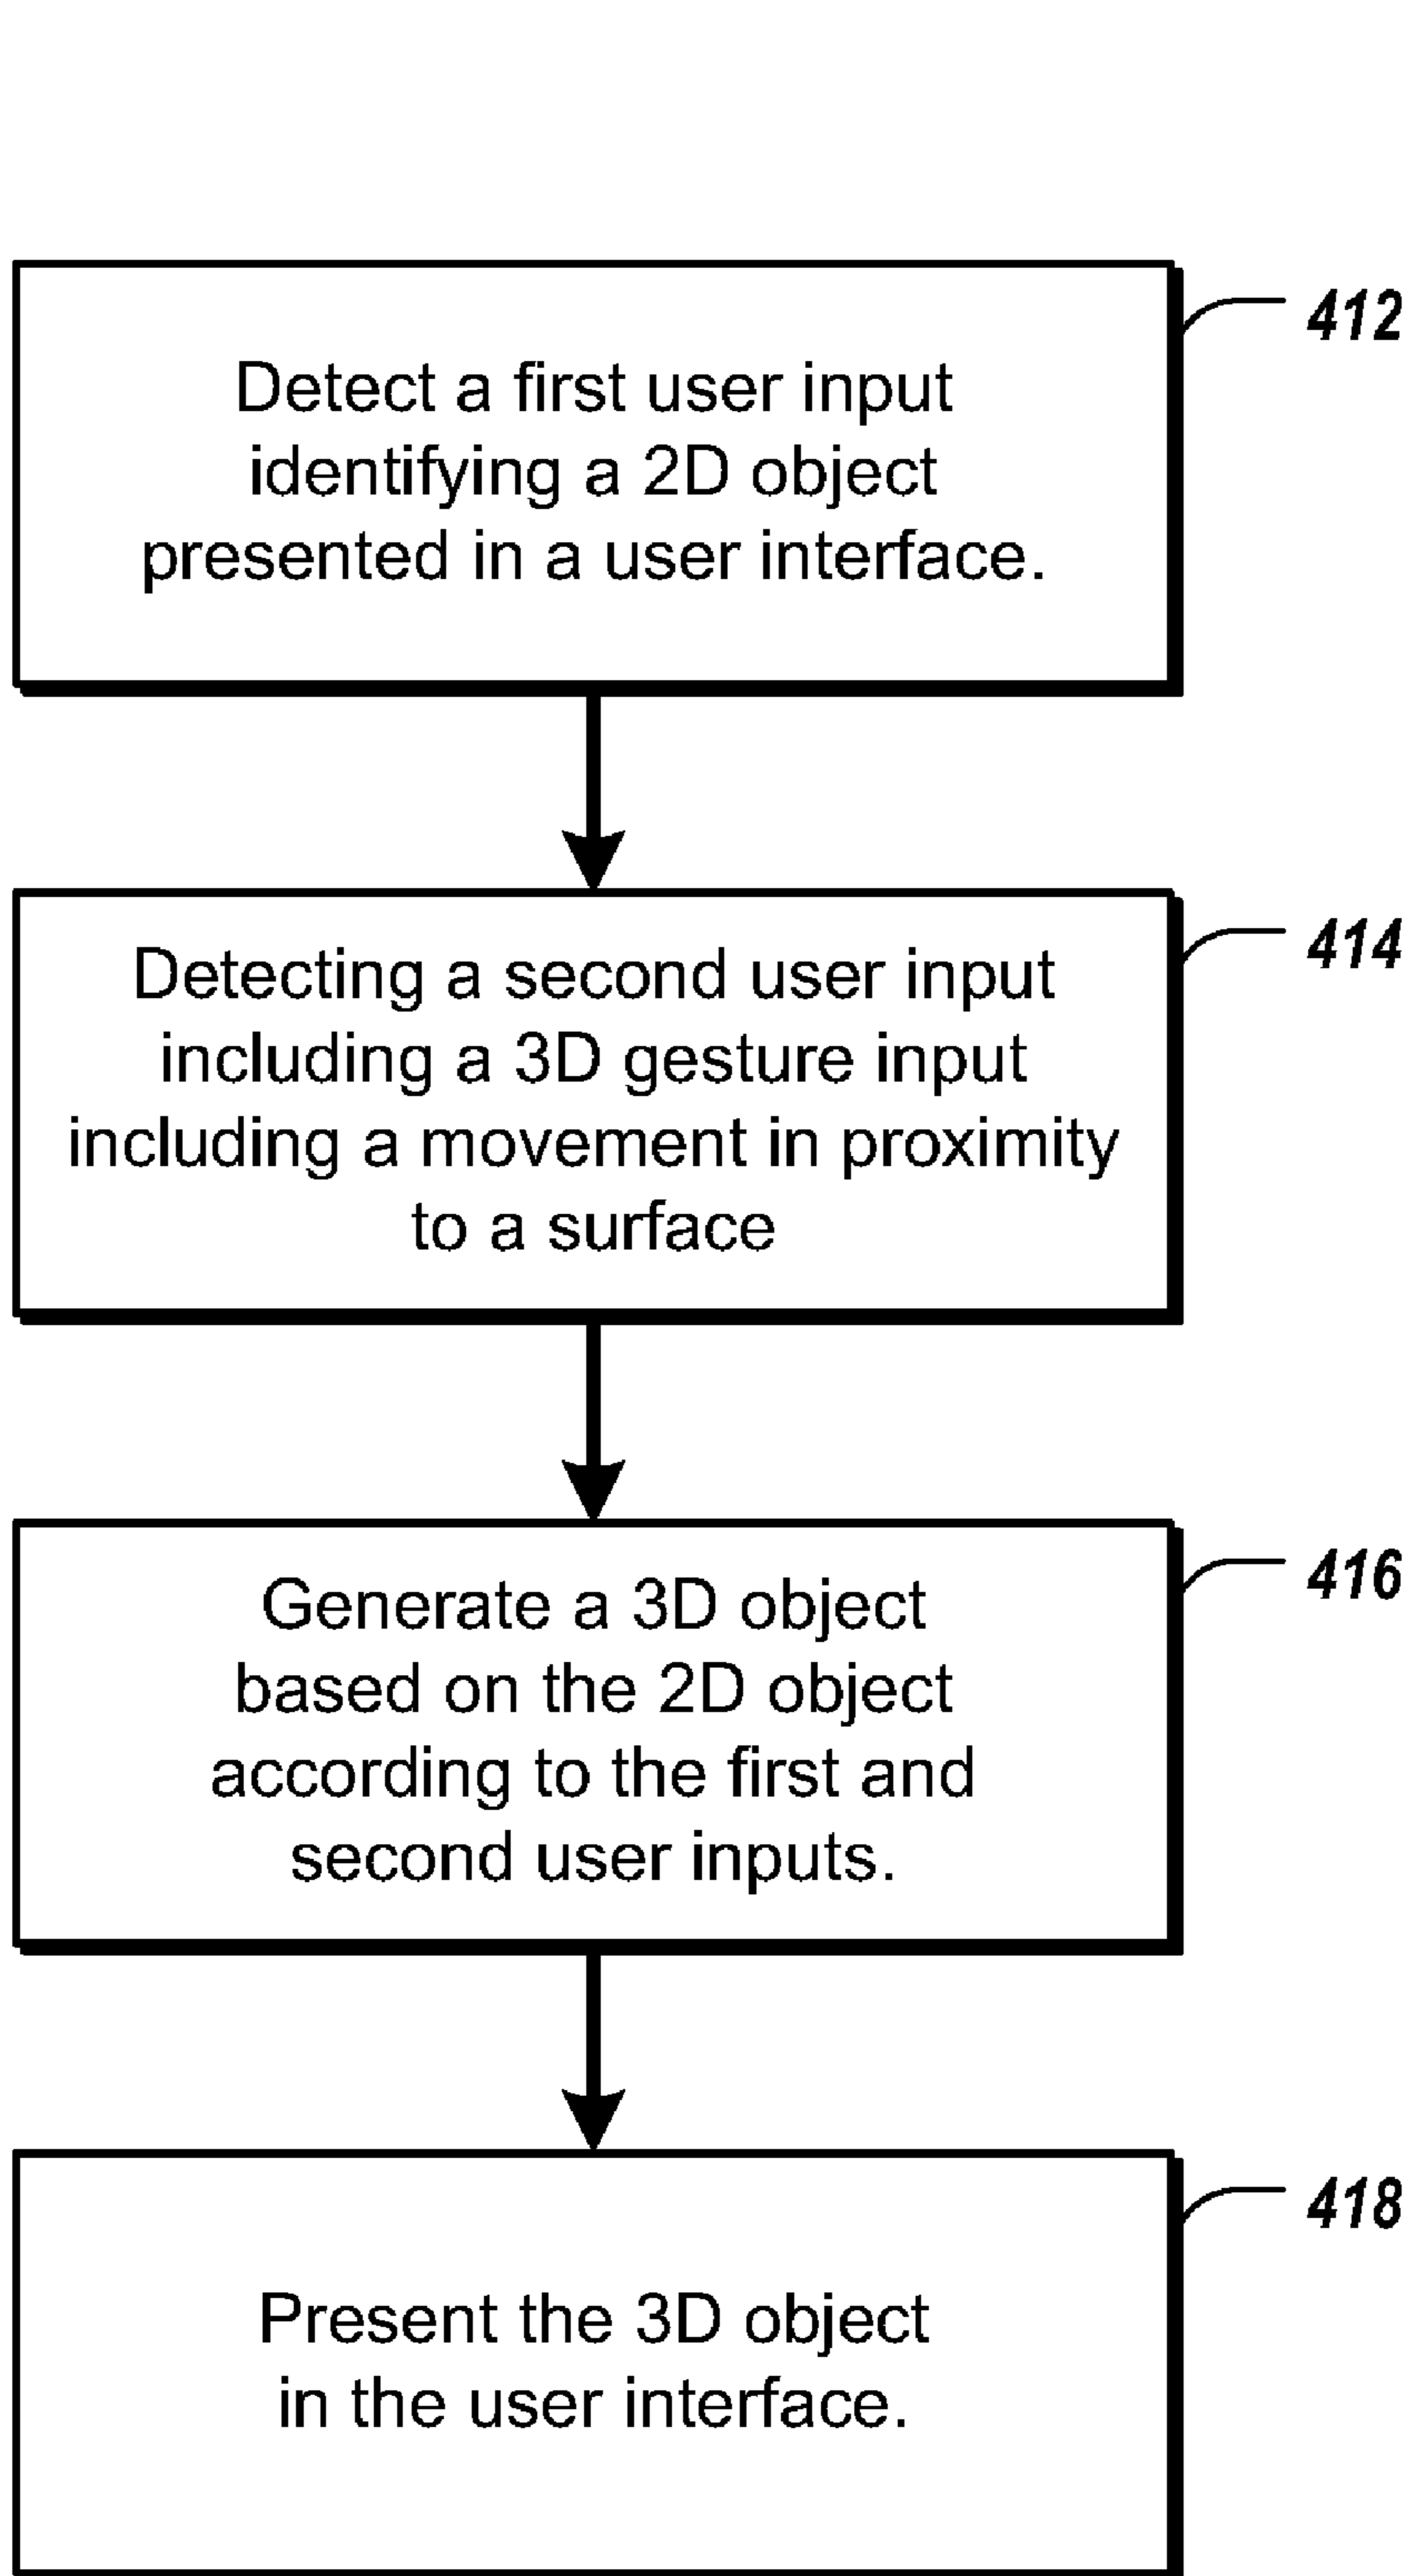 Detect a first user input
identifying a 2D object
presented in a user interface.
412
Detecting a second user input
including a 3D gesture input
including a movement in proximity
to a surface
414
Generate a 3D object
based on the 2D object
according to the first and
second user inputs.
416
Present the 3D object
in the user interface.
418